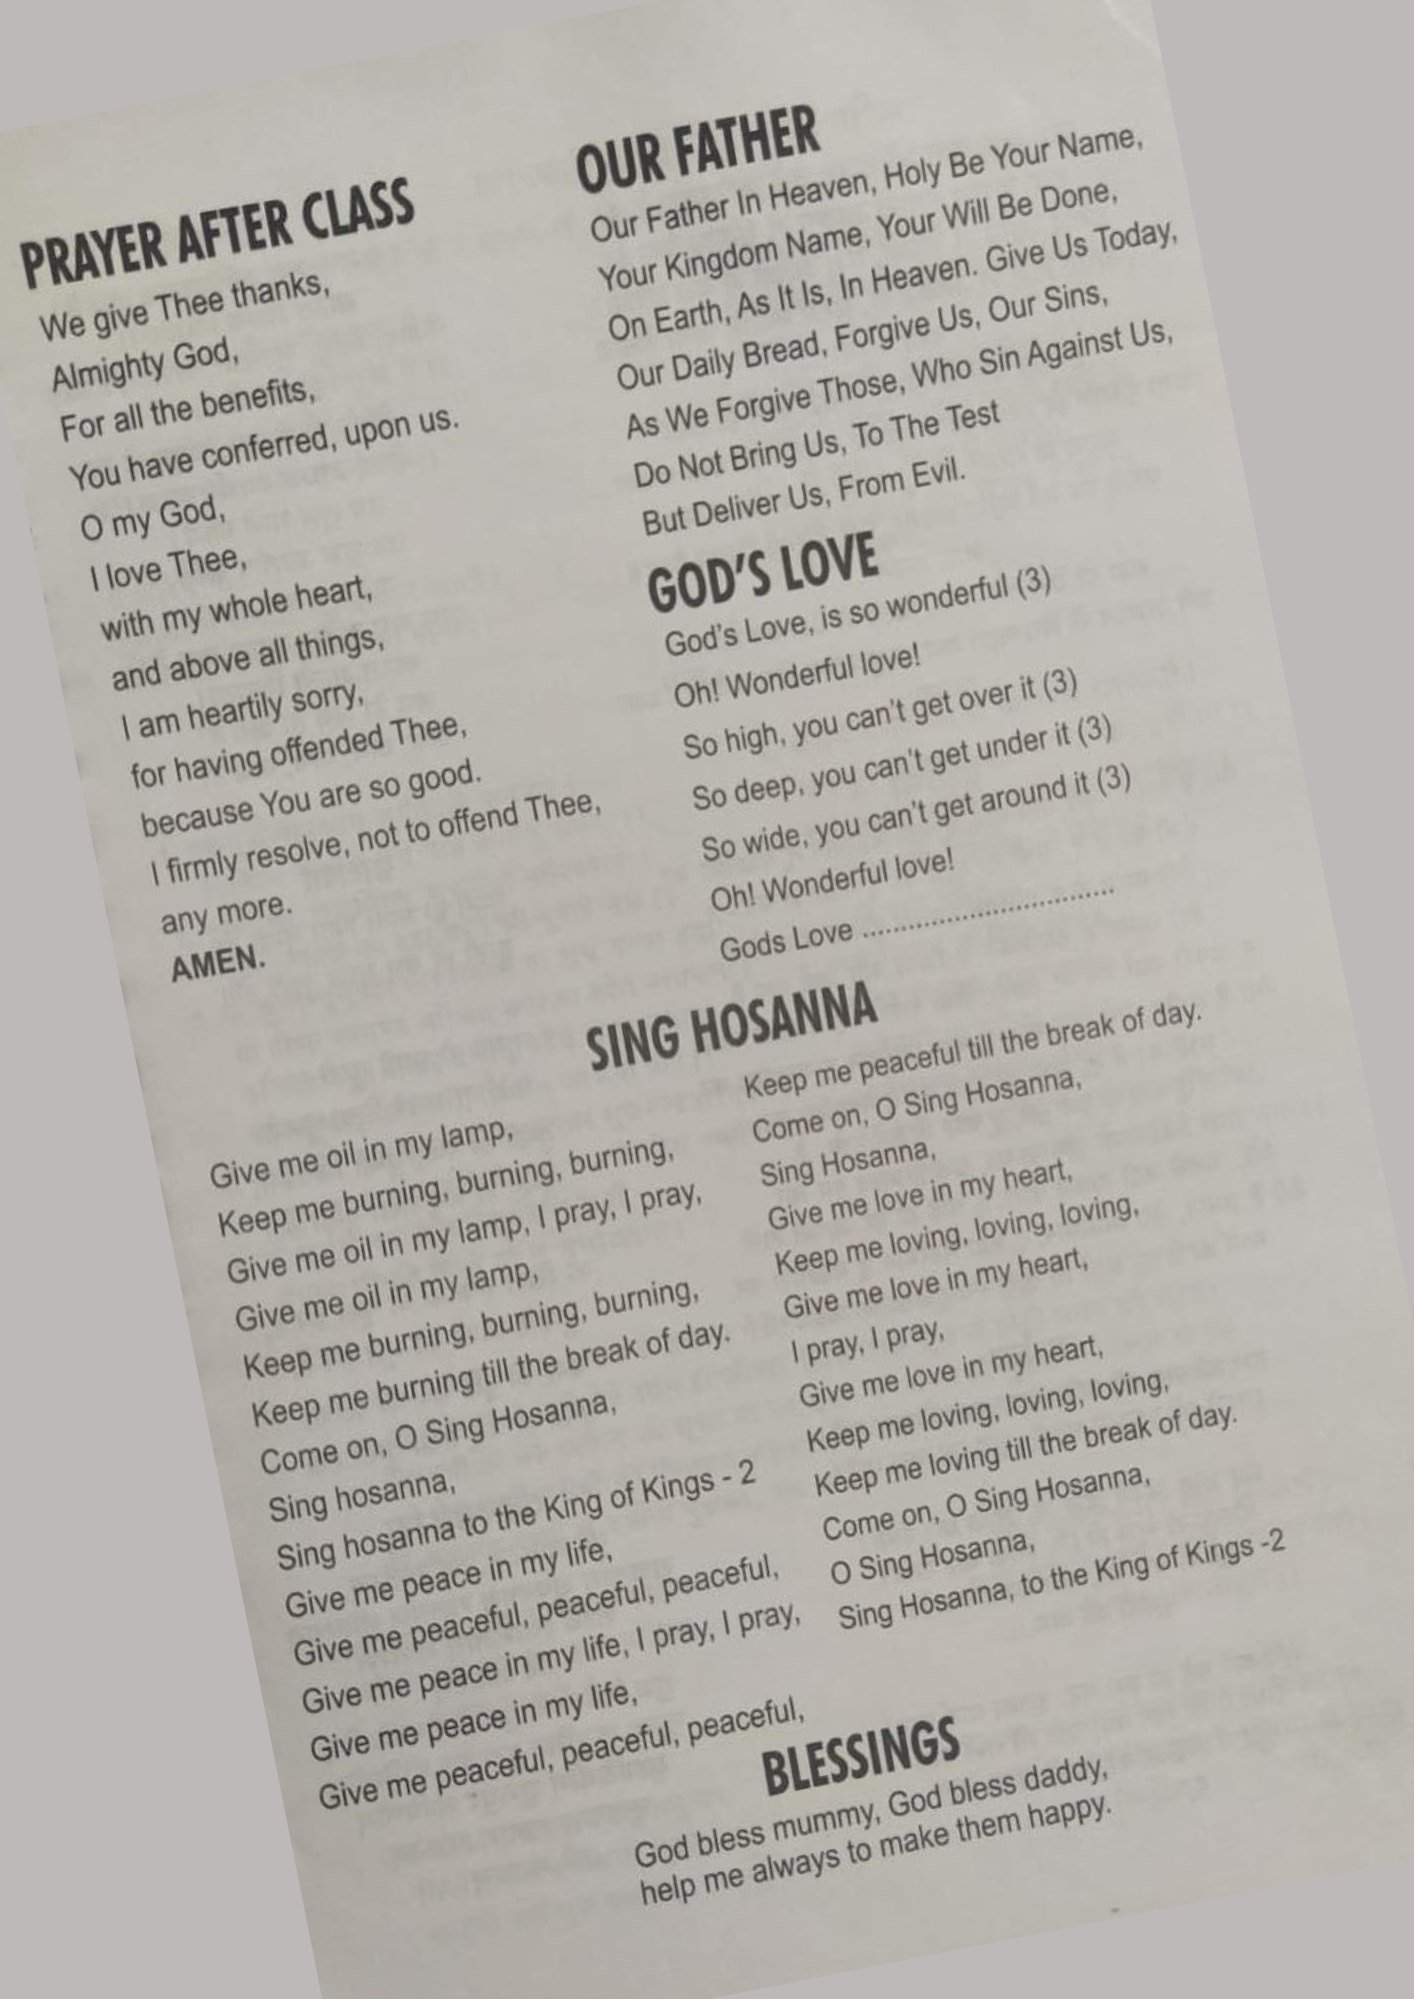 PRAYER AFTER CLASS
We give Thee thanks,
Almighty God,
For all the benefits,
You have conferred, upon us.
O my God,
I love Thee,
with my whole heart,
and above all things,
I am heartily sorry,
for having offended Thee,
because You are so good.
I firmly resolve, not to offend Thee,
any more.
AMEN.
OUR FATHER
Our Father In Heaven, Holy Be Your Name,
Your Kingdom Name, Your Will Be Done,
On Earth, As It Is, In Heaven. Give Us Today,
Our Daily Bread, Forgive Us, Our Sins,
As We Forgive Those, Who Sin Against Us,
Do Not Bring Us, To The Test
But Deliver Us, From Evil.
GOD'S LOVE
God's Love, is so wonderful (3)
Oh! Wonderful love!
So high, you can't get over it (3)
So deep, you can't get under it (3)
So wide, you can't get around it (3)
Oh! Wonderful love!
Gods Love .................................
SING HOSANNA
Give me oil in my lamp,
Keep me burning, burning, burning,
Give me oil in my lamp, I pray, I pray,
Give me oil in my lamp,
Keep me burning, burning, burning,
Keep me burning till the break of day.
Come on, O Sing Hosanna,
Sing hosanna,
Sing hosanna to the King of Kings - 2
Give me peace in my life,
Give me peaceful, peaceful, peaceful,
Give me peace in my life, I pray, I pray,
Give me peace in my life,
Give me peaceful, peaceful, peaceful,
Keep me peaceful till the break of day.
Come on, O Sing Hosanna,
Sing Hosanna,
Give me love in my heart,
Keep me loving, loving, loving,
Give me love in my heart,
I pray, I pray,
Give me love in my heart,
Keep me loving, loving, loving,
Keep me loving till the break of day.
Come on, O Sing Hosanna,
O Sing Hosanna,
Sing Hosanna, to the King of Kings -2
BLESSINGS
God bless mummy, God bless daddy,
help me always to make them happy.